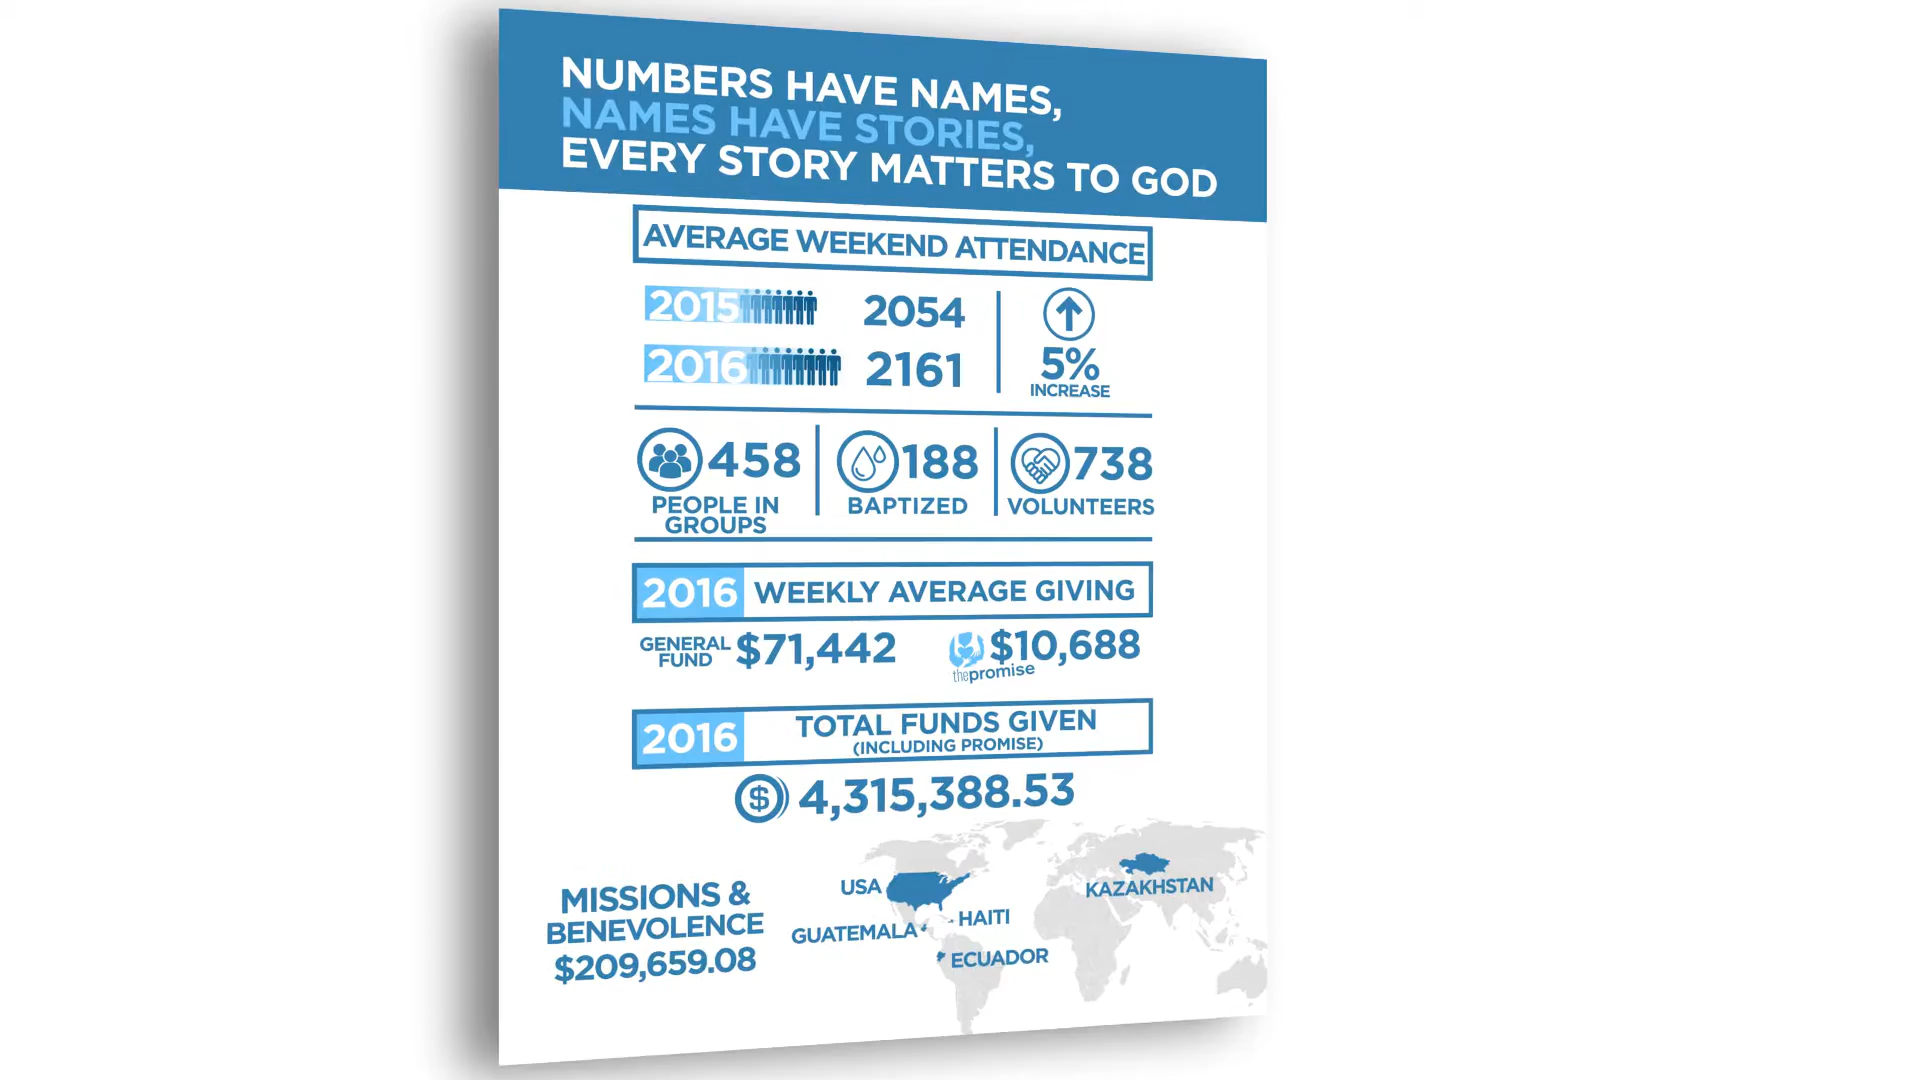 NUMBERS HAVE NAMES,
NAMES HAVE STORIES,
EVERY STORY MATTERS TO GOD
AVERAGE WEEKEND ATTENDANCE
2015 2054
2016 2161
5%
INCREASE
458
PEOPLE IN
GROUPS
188
BAPTIZED
738
VOLUNTEERS
2016 WEEKLY AVERAGE GIVING
GENERAL
FUND
$71,442
$10,688
thepromise
2016 TOTAL FUNDS GIVEN
(INCLUDING PROMISE)
$ 4,315,388.53
MISSIONS &
BENEVOLENCE
$209,659.08
USA
KAZAKHSTAN
HAITI
GUATEMALA
ECUADOR